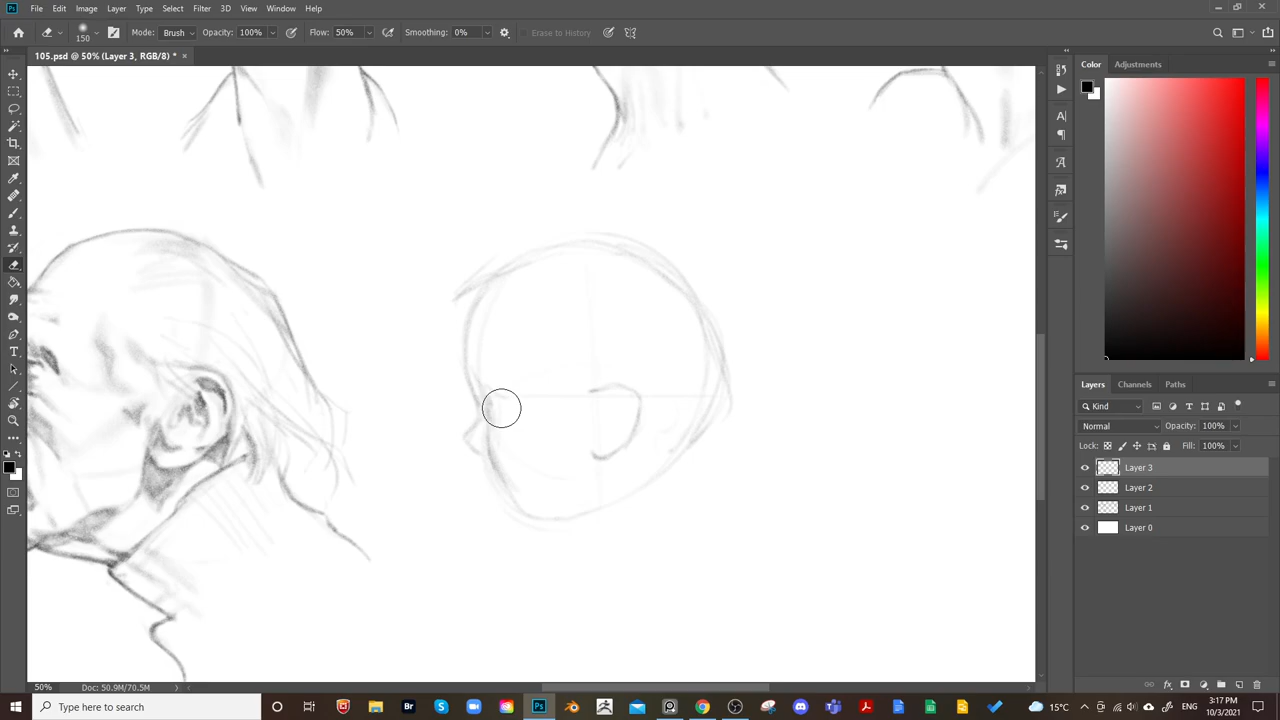 File Edit Image Layer Type Select Filter 3D View Window Help
150 Mode: Brush Opacity: 100% Flow: 50% Smoothing: 0% Erase to History
105.psd @ 50% (Layer 3, RGB/8) * ×
Color Adjustments
Layers Channels Paths
Kind
Normal Opacity: 100%
Lock: Fill: 100%
Layer 3
Layer 2
Layer 1
Layer 0
50% Doc: 50.9M/70.5M
Type here to search
15°C ENG 3:17 PM
10/3/2021